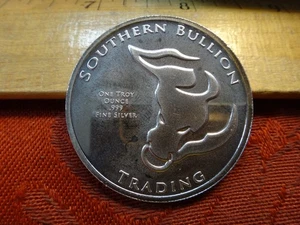 SOUTHERN BULLION
ONE TROY
OUNCE
.999
FINE SILVER
TRADING